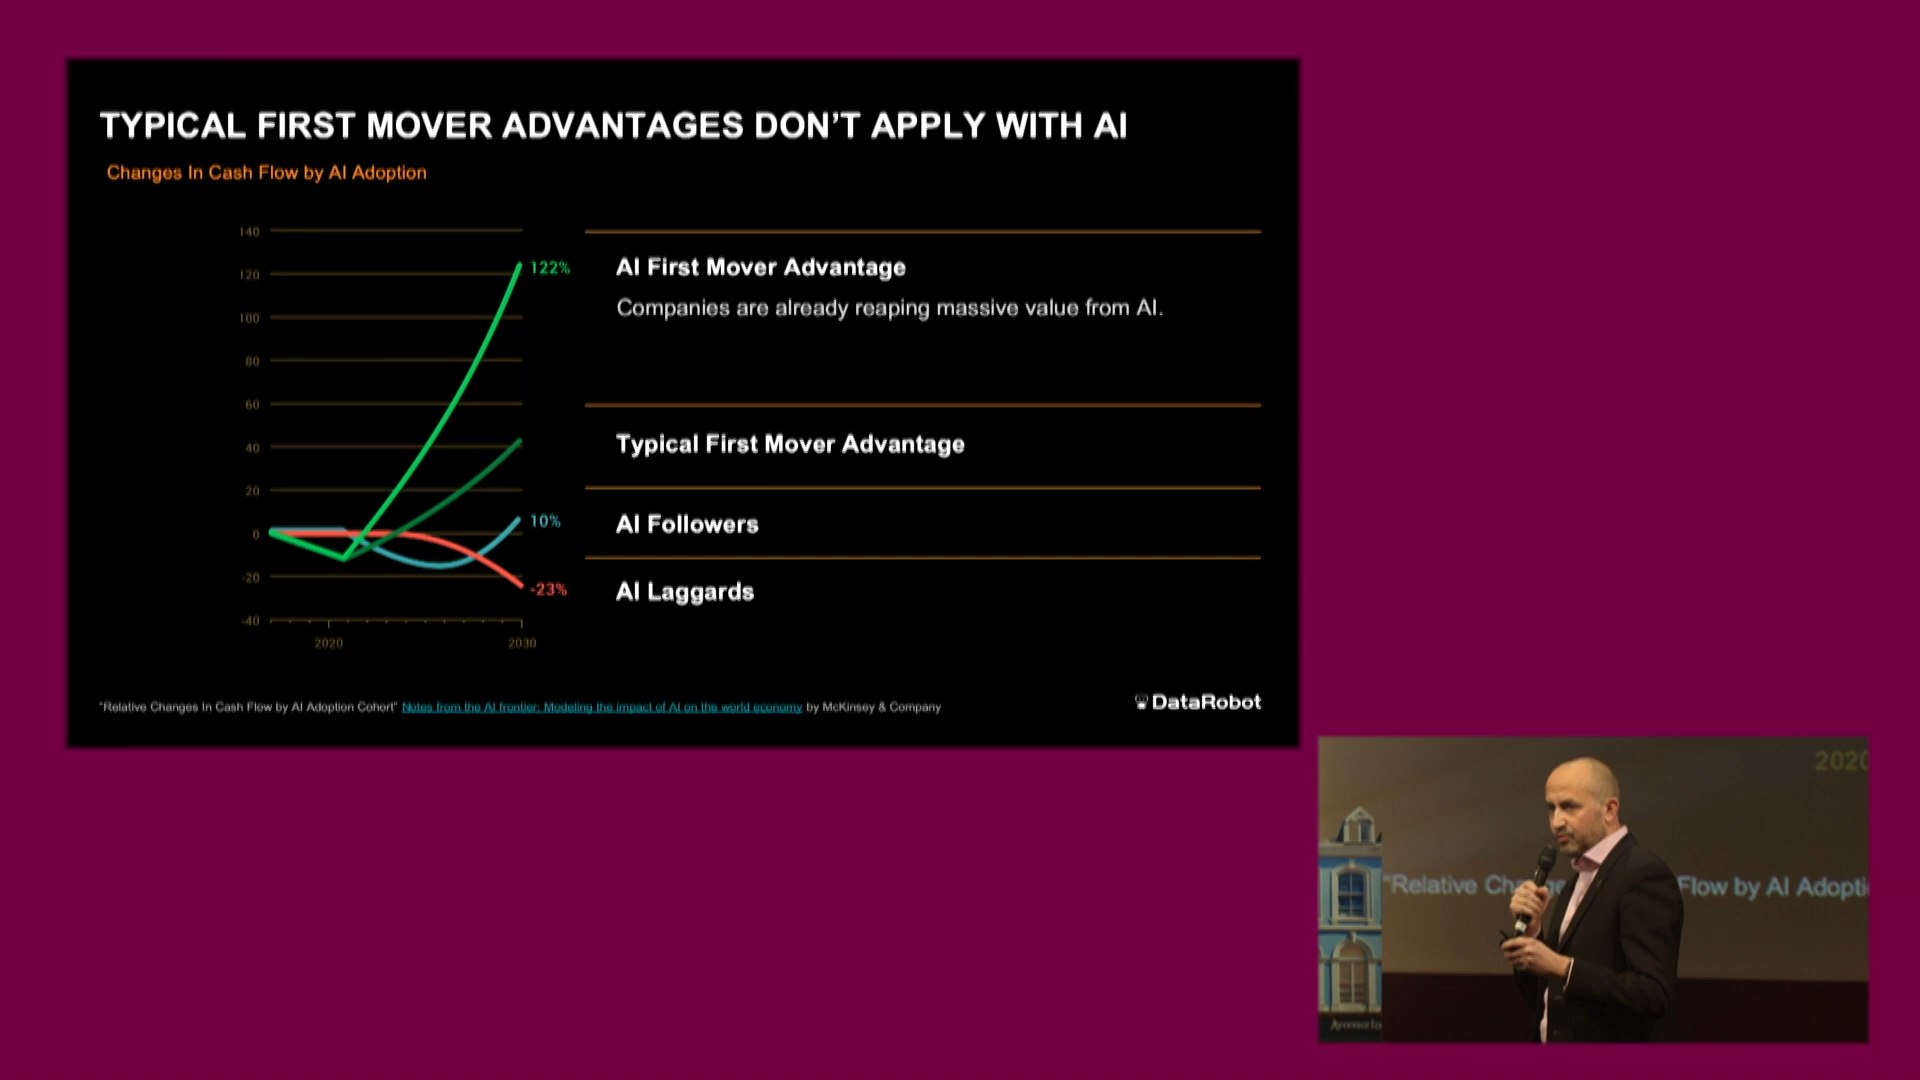 TYPICAL FIRST MOVER ADVANTAGES DON'T APPLY WITH AI
Changes In Cash Flow by AI Adoption
140
120
100
80
60
40
20
0
-20
-40
2020
2030
122%
10%
-23%
AI First Mover Advantage
Companies are already reaping massive value from AI.
Typical First Mover Advantage
AI Followers
AI Laggards
"Relative Changes In Cash Flow by AI Adoption Cohort" Notes from the AI frontier: Modeling the impact of AI on the world economy by McKinsey & Company
DataRobot
2020
"Relative Change Flow by AI Adopti